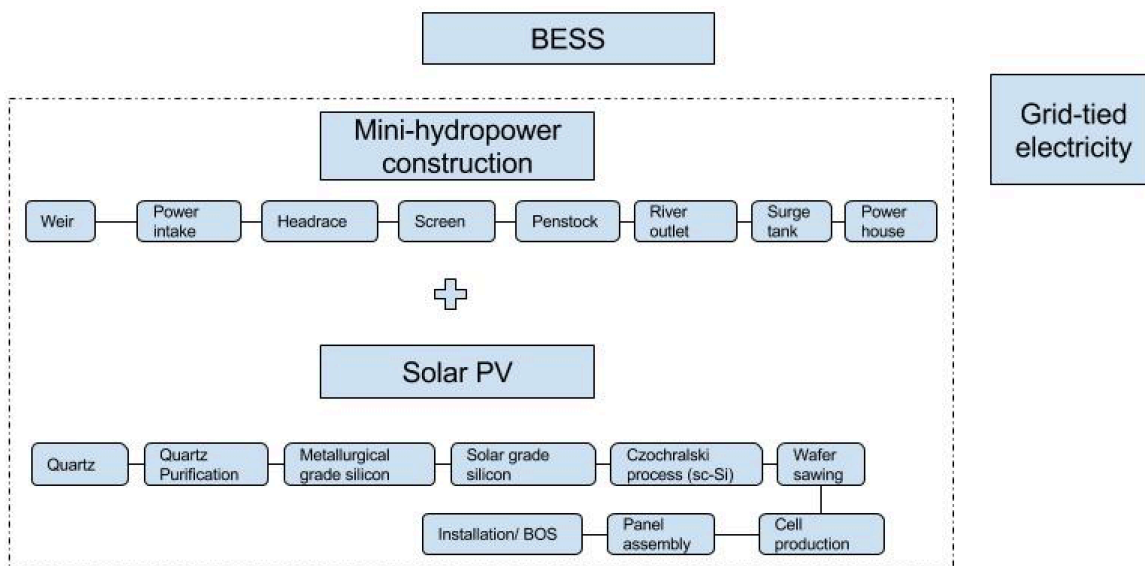 BESS
Grid-tied
electricity
Mini-hydropower
construction
Weir
Power
intake
Headrace
Screen
Penstock
River
outlet
Surge
tank
Power
house
Solar PV
Quartz
Quartz
Purification
Metallurgical
grade silicon
Solar grade
silicon
Czochralski
process (sc-Si)
Wafer
sawing
Installation/ BOS
Panel
assembly
Cell
production